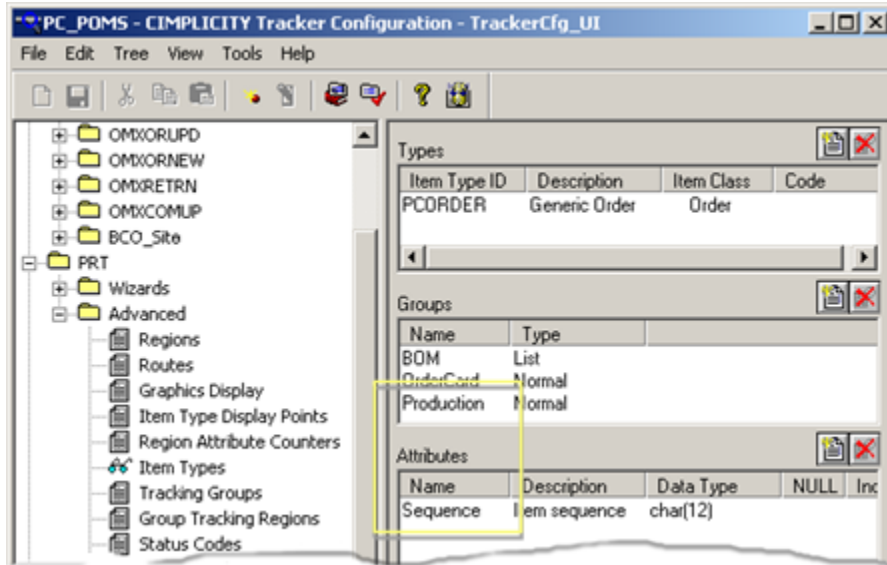 PC_POMS - CIMPLICITY Tracker Configuration - TrackerCfg_UI
File Edit Tree View Tools Help
OMXORUPD
OMXORNEW
OMXRETRN
OMXCOMUP
BCO_Site
PRT
Wizards
Advanced
Regions
Routes
Graphics Display
Item Type Display Points
Region Attribute Counters
Item Types
Tracking Groups
Group Tracking Regions
Status Codes
Types
Item Type ID Description Item Class Code
PCORDER Generic Order Order
Groups
Name Type
BOM List
OrderCard Normal
Production Normal
Attributes
Name Description Data Type NULL Inc
Sequence Item sequence char(12)